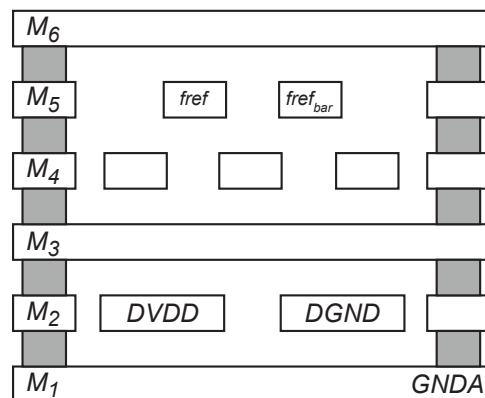 M6
M5 fref frefbar
M4
M3
M2 DVDD DGND
M1 GNDA